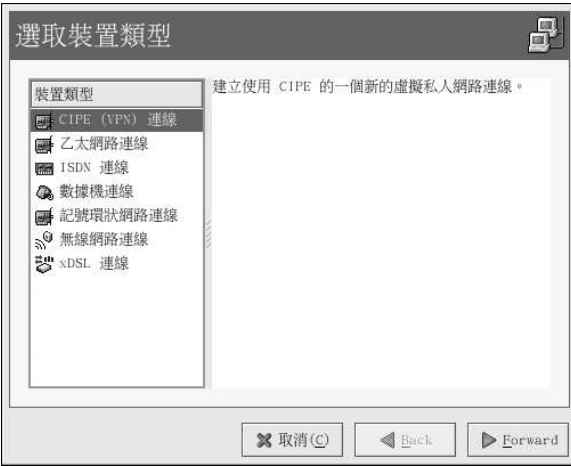 選取裝置類型
裝置類型
CIPE (VPN) 連線
乙太網路連線
ISDN 連線
數據機連線
記號環狀網路連線
無線網路連線
xDSL 連線
建立使用 CIPE 的一個新的虛擬私人網路連線。
取消(C)
Back
Forward